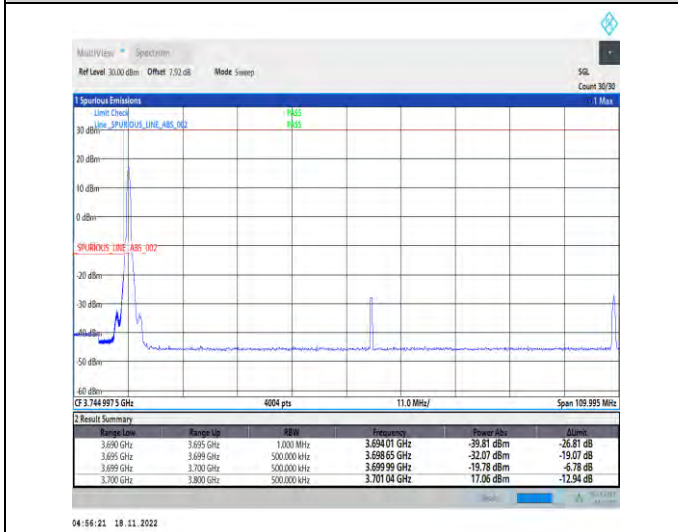 MultiView Spectrum
Ref Level 30.00 dBm Offset 7.92 dB Mode Sweep SGL
Count 30/30
1 Spurious Emissions 1 Max
Limit Check PASS
Line _SPURIOUS_LINE_ABS_002 PASS
30 dBm
20 dBm
10 dBm
0 dBm
_SPURIOUS_LINE_ABS_002
-20 dBm
-30 dBm
-40 dBm
-50 dBm
-60 dBm
CF 3.744 997 5 GHz 4004 pts 11.0 MHz/ Span 109.995 MHz
2 Result Summary
Range Low Range Up RBW Frequency Power Abs ΔLimit
3.690 GHz 3.695 GHz 1.000 MHz 3.694 01 GHz -39.81 dBm -26.81 dB
3.695 GHz 3.699 GHz 500.000 kHz 3.698 65 GHz -32.07 dBm -19.07 dB
3.699 GHz 3.700 GHz 500.000 kHz 3.699 99 GHz -19.78 dBm -6.78 dB
3.700 GHz 3.800 GHz 500.000 kHz 3.701 04 GHz 17.06 dBm -12.94 dB
04:56:21 18.11.2022